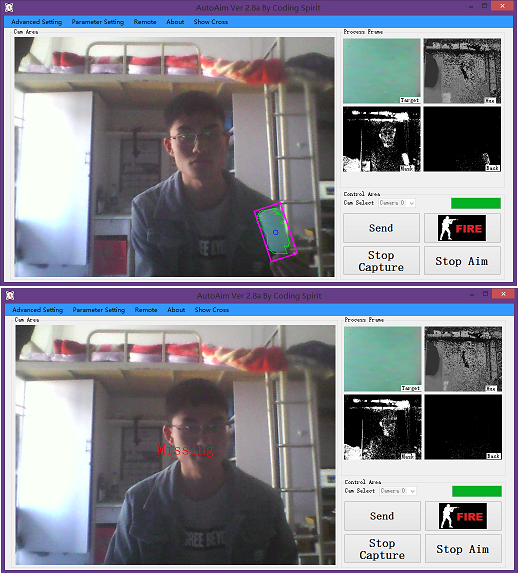 AutoAim Ver 2.8a By Coding Spirit
Advanced Setting Parameter Setting Remote About Show Cross
Cam Area
Process Frame
Target
Hue
Mask
Back
Control Area
Cam Select Camera 0
Send
FIRE
Stop Capture
Stop Aim
AutoAim Ver 2.8a By Coding Spirit
Advanced Setting Parameter Setting Remote About Show Cross
Cam Area
Process Frame
Missing
Target
Hue
Mask
Back
Control Area
Cam Select Camera 0
Send
FIRE
Stop Capture
Stop Aim